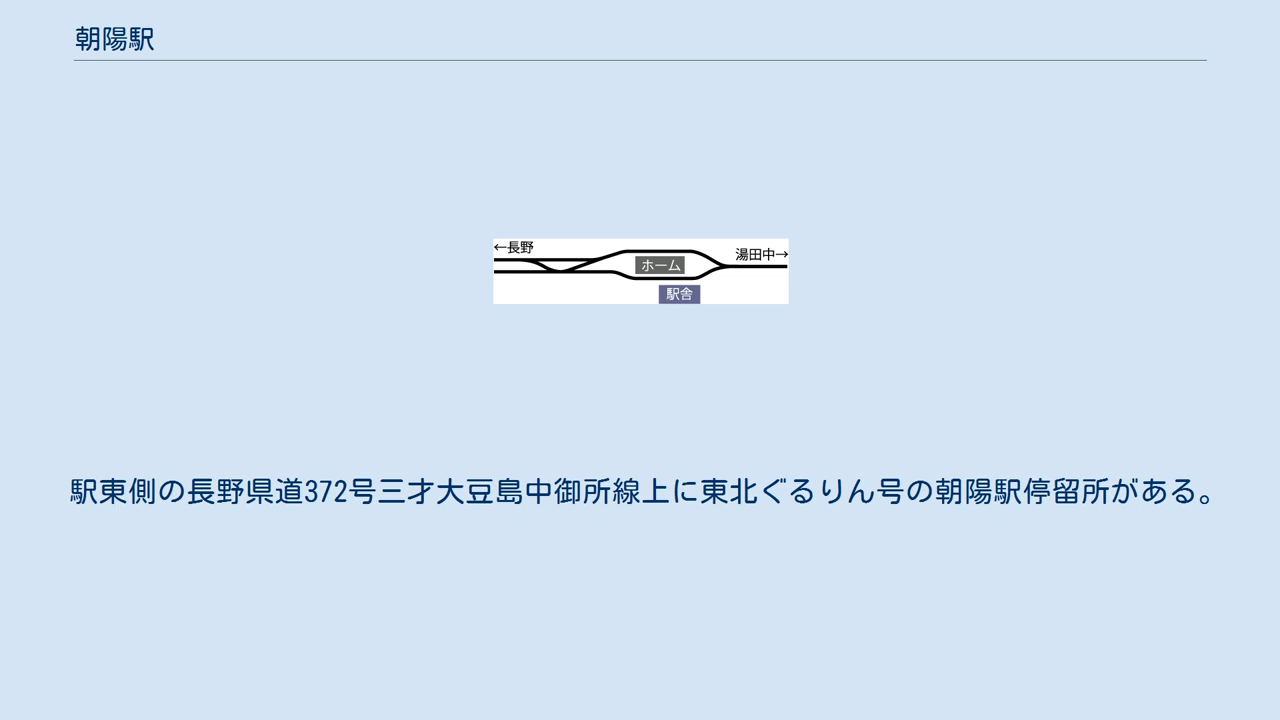 朝陽駅
←長野
湯田中→
ホーム
駅舎
駅東側の長野県道372号三才大豆島中御所線上に東北ぐるりん号の朝陽駅停留所がある。